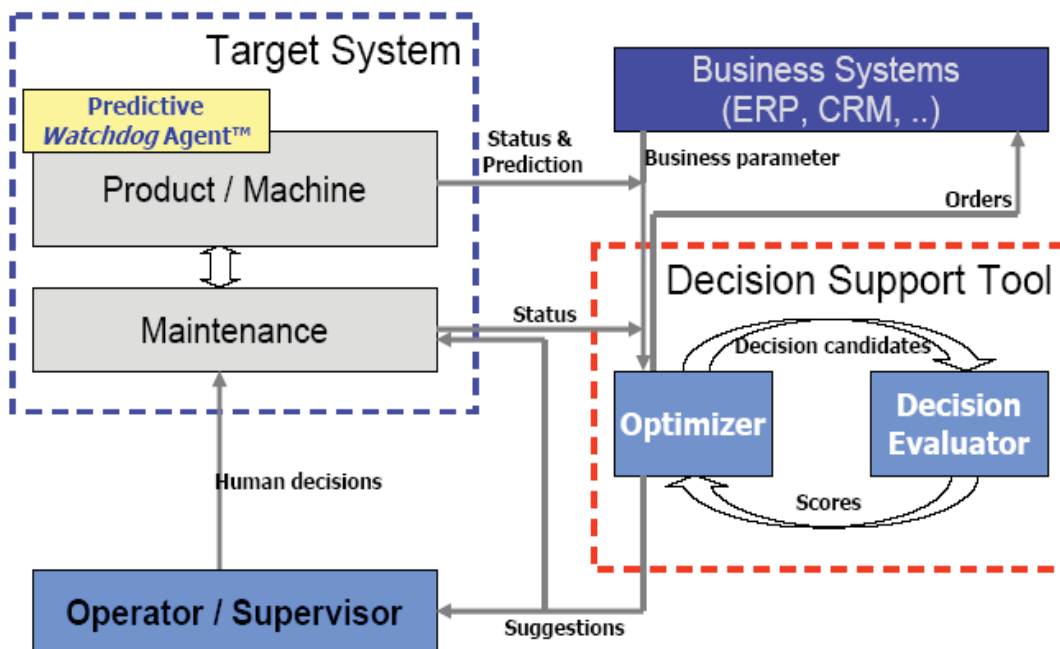 Target System
Predictive
Watchdog Agent™
Product / Machine
Maintenance
Status &
Prediction
Business Systems
(ERP, CRM, ..)
Business parameter
Orders
Decision Support Tool
Status
Decision candidates
Optimizer
Decision
Evaluator
Scores
Human decisions
Operator / Supervisor
Suggestions